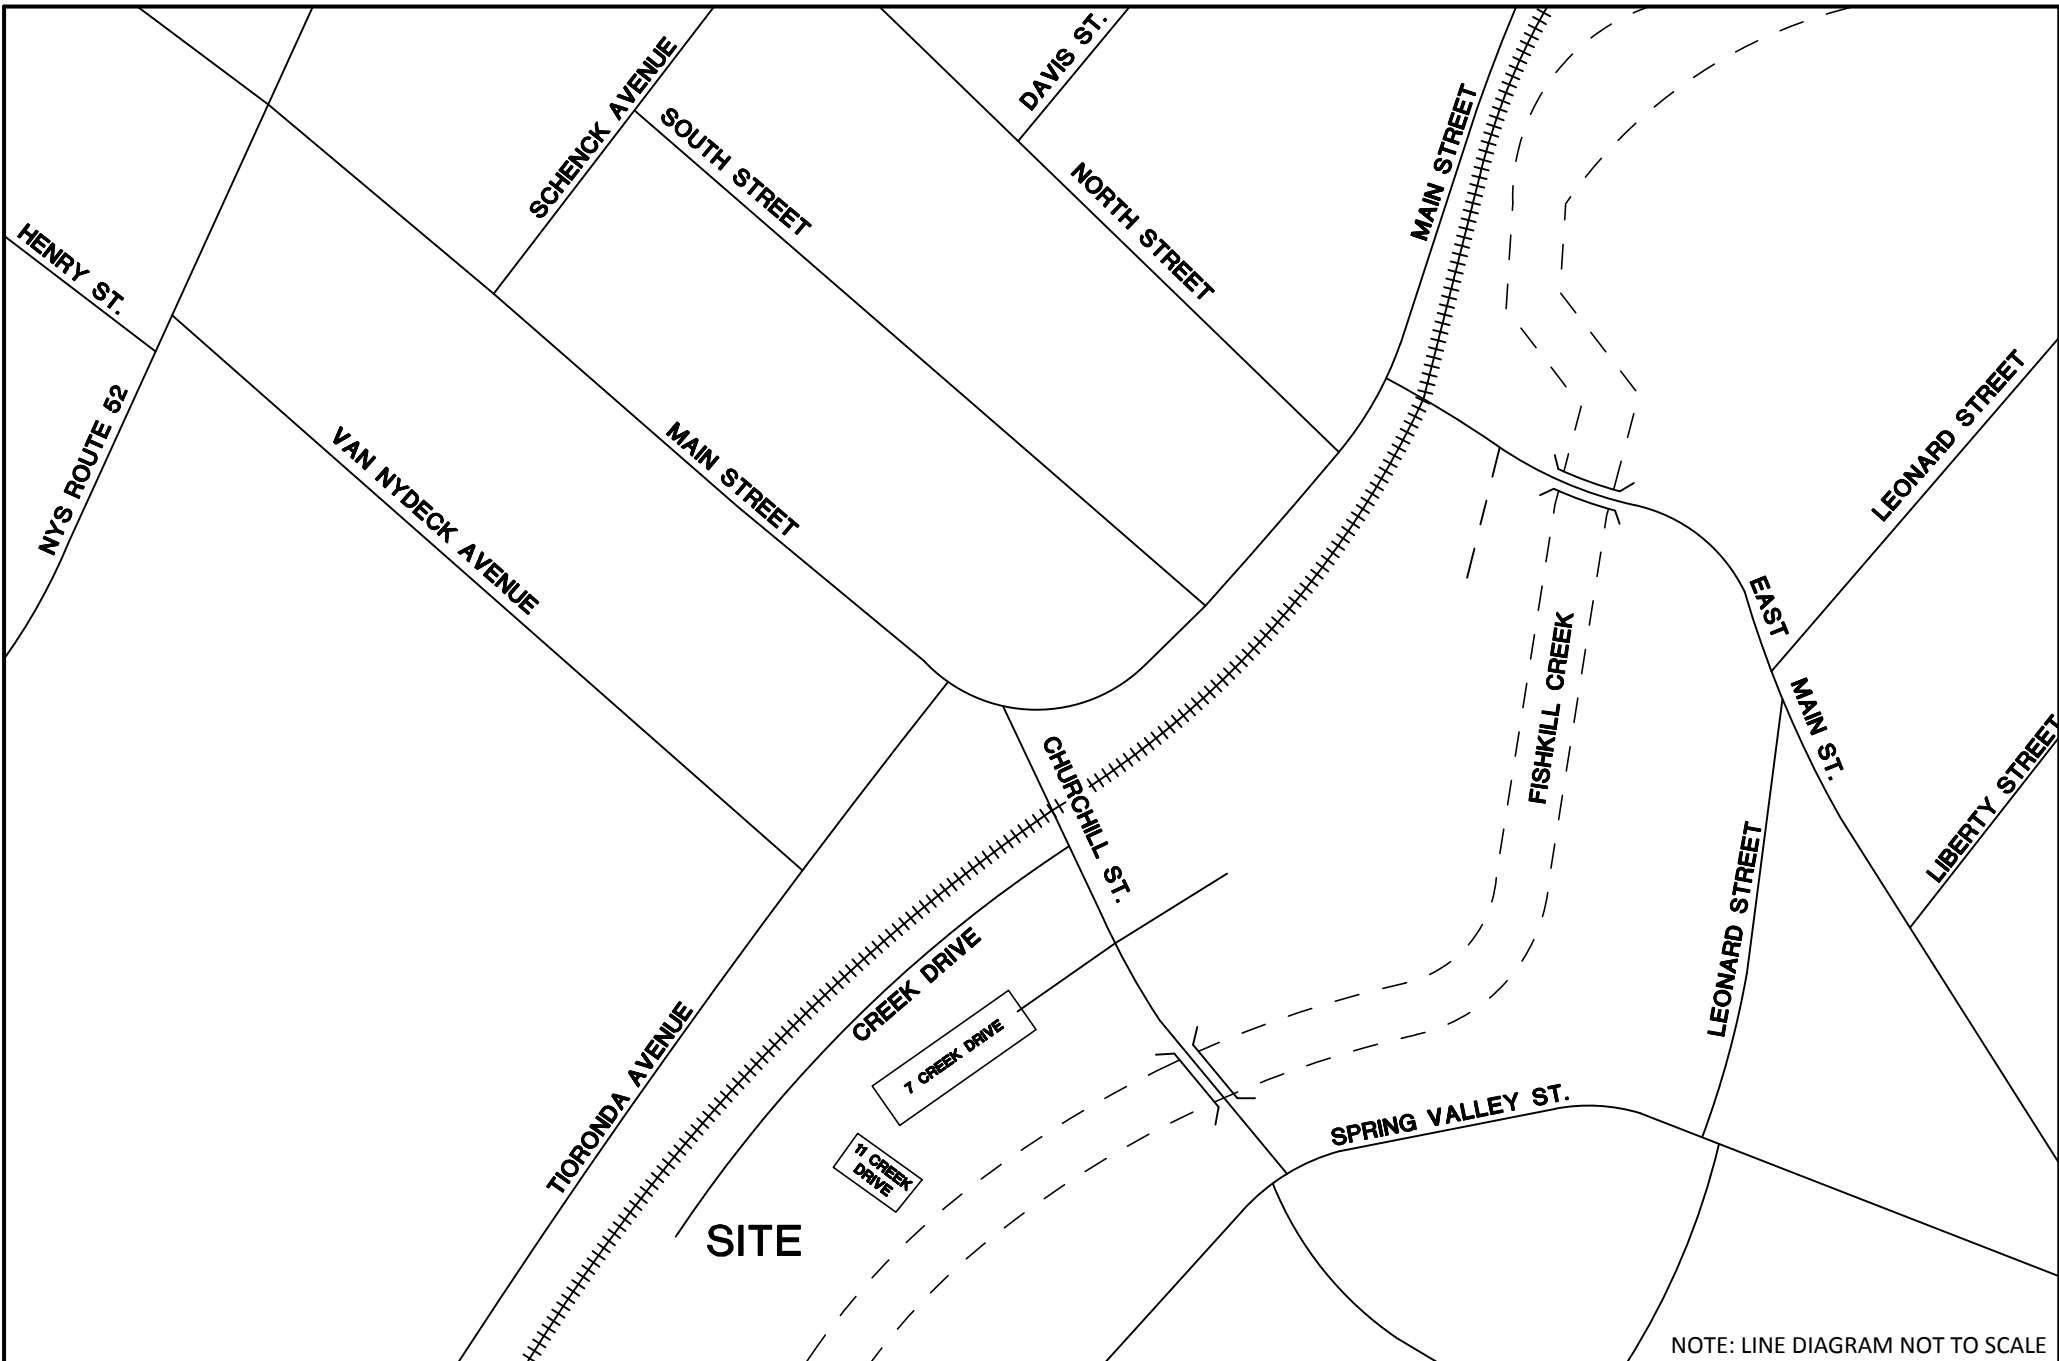 DAVIS ST.
SCHENCK AVENUE
SOUTH STREET
MAIN STREET
NORTH STREET
HENRY ST.
NYS ROUTE 52
VAN NYDECK AVENUE
MAIN STREET
LEONARD STREET
EAST
MAIN ST.
FISHKILL CREEK
LIBERTY STREET
CHURCHILL ST.
LEONARD STREET
CREEK DRIVE
7 CREEK DRIVE
TIORONDA AVENUE
SPRING VALLEY ST.
11 CREEK
DRIVE
SITE
NOTE: LINE DIAGRAM NOT TO SCALE